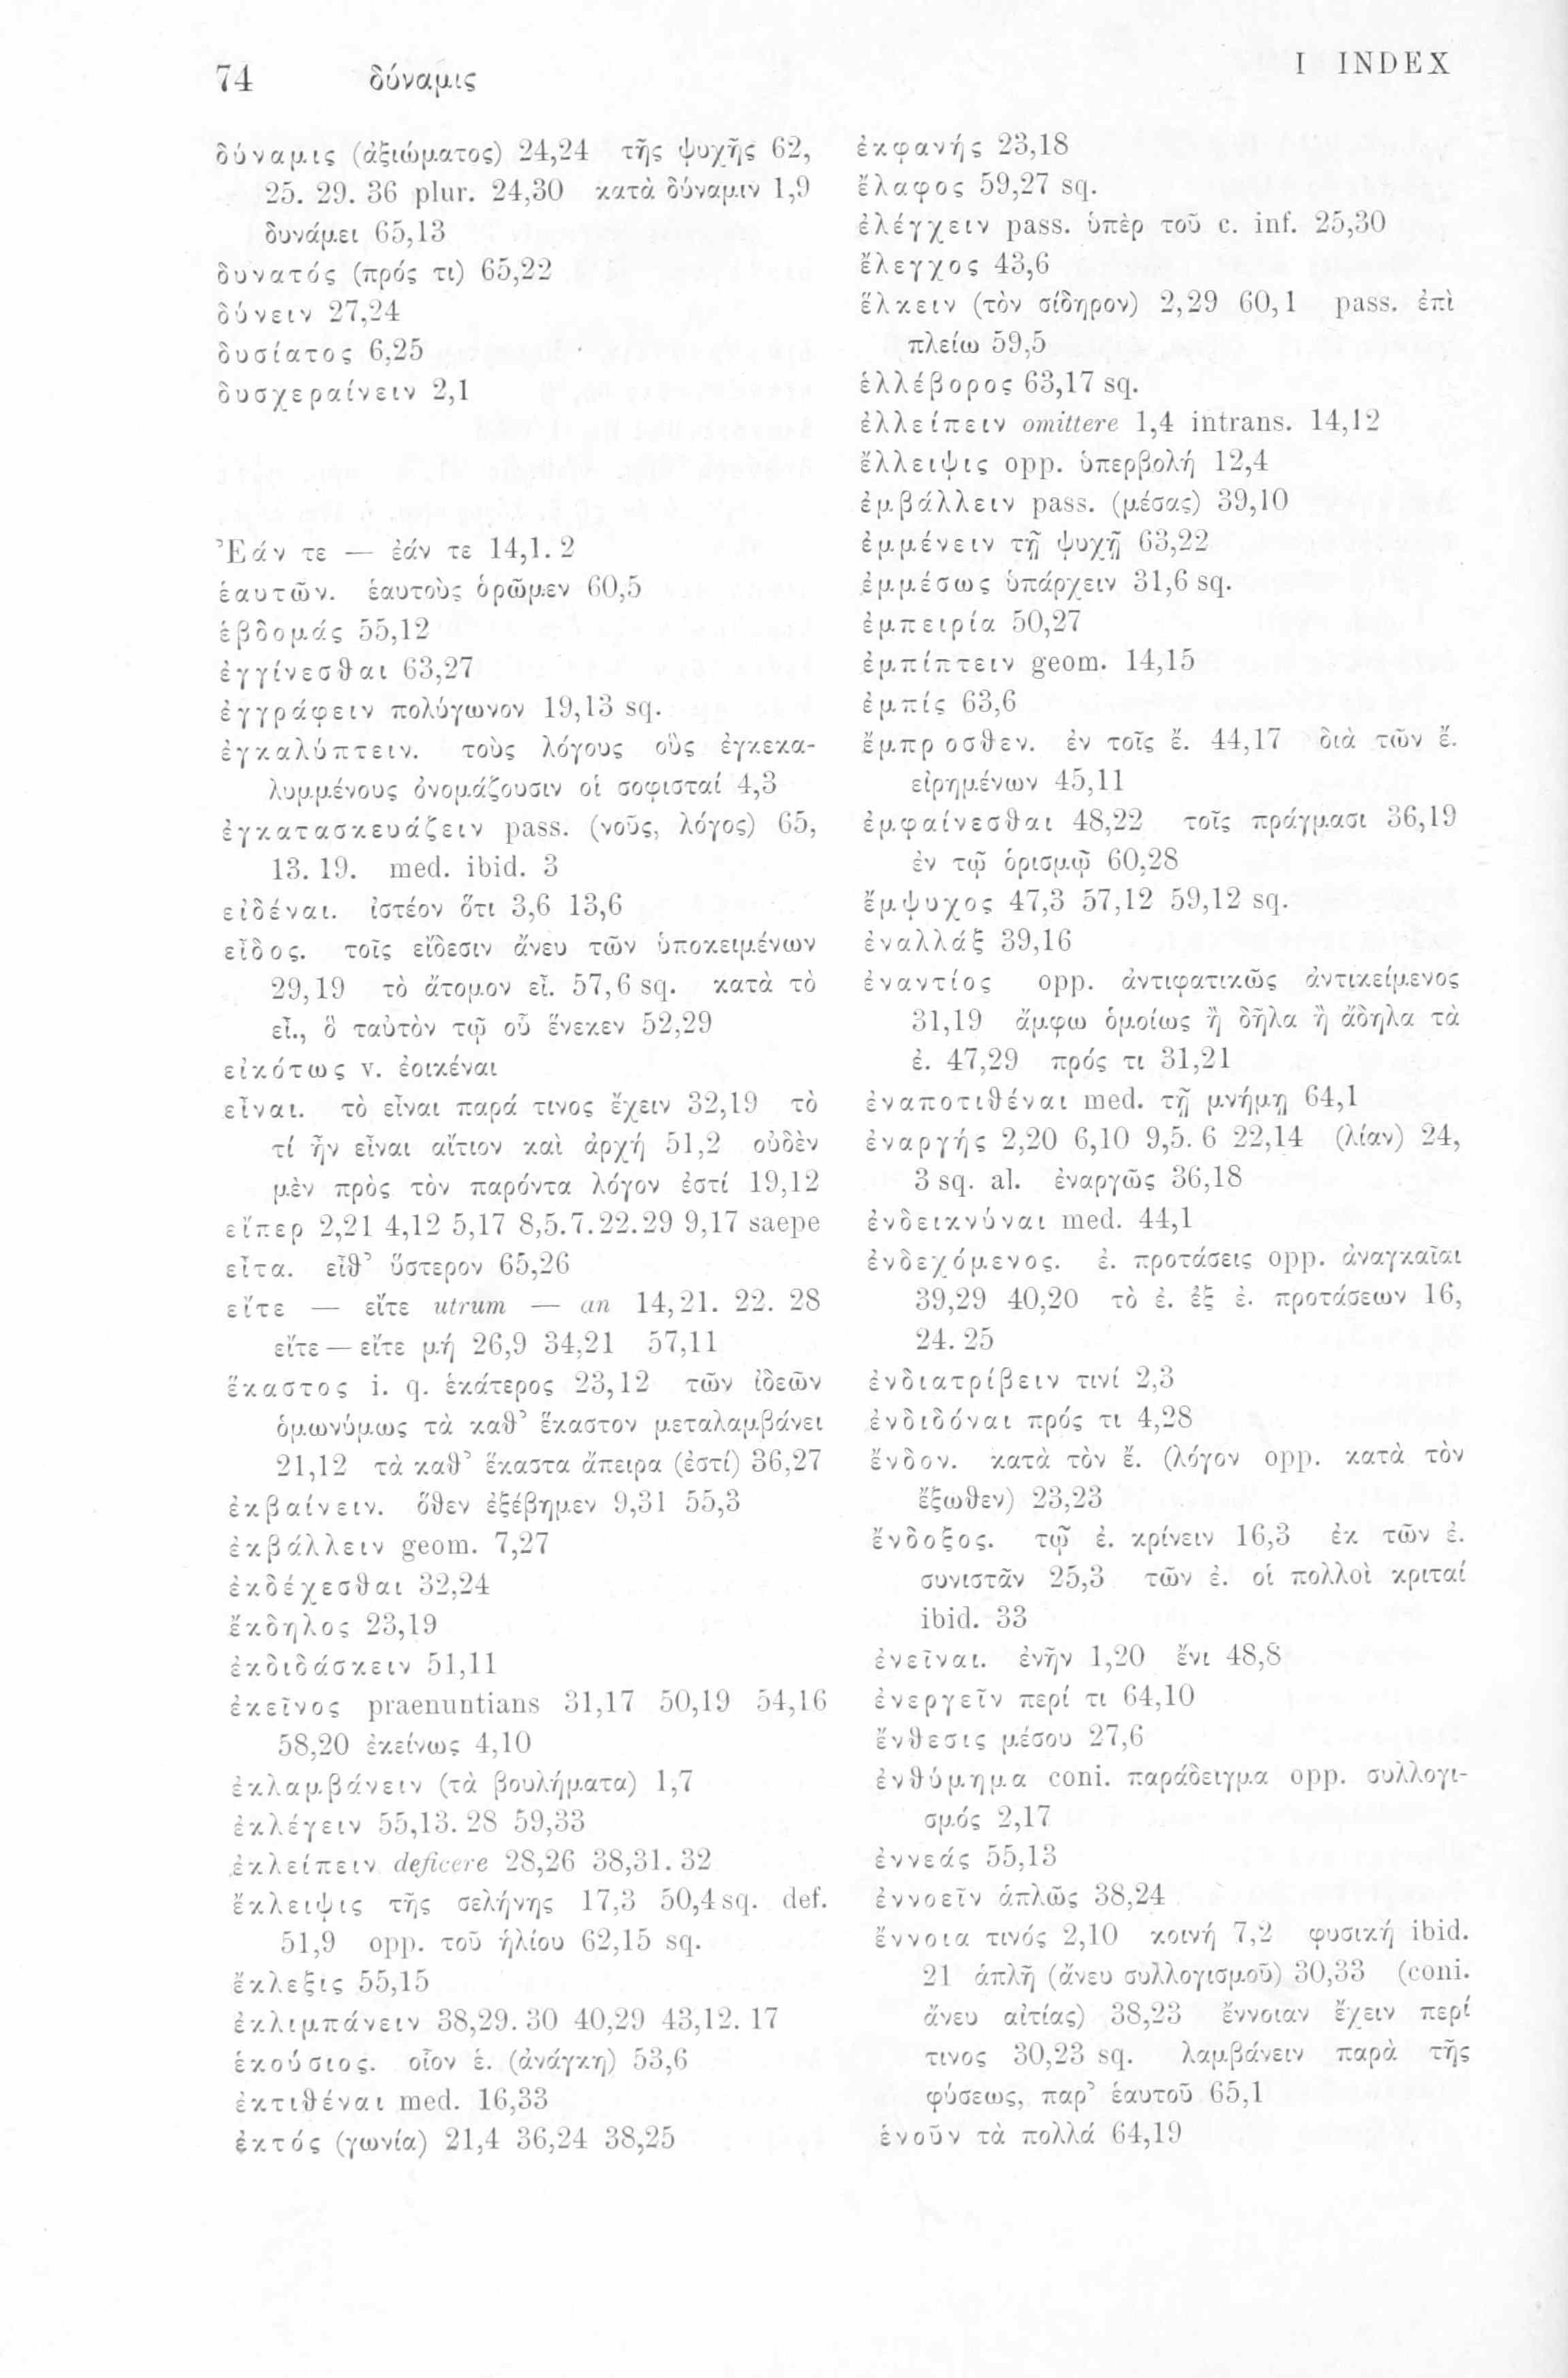 74 δύναμις
I INDEX
δύναμις (ἀξιώματος) 24,24 τῆς ψυχῆς 62,
25. 29. 36 plur. 24,30 κατὰ δύναμιν 1,9
δυνάμει 65,13
δυνατός (πρός τι) 65,22
δύνειν 27,24
δυσίατος 6,25
δυσχεραίνειν 2,1
Ἐάν τε — ἐάν τε 14,1. 2
ἑαυτῶν. ἑαυτοὺς ὁρῶμεν 60,5
ἑβδομάς 55,12
ἐγγίνεσθαι 63,27
ἐγγράφειν πολύγωνον 19,13 sq.
ἐγκαλύπτειν. τοὺς λόγους οὓς ἐγκεκα-
λυμμένους ὀνομάζουσιν οἱ σοφισταί 4,3
ἐγκατασκευάζειν pass. (νοῦς, λόγος) 65,
13. 19. med. ibid. 3
εἰδέναι. ἰστέον ὅτι 3,6 13,6
εἶδος. τοῖς εἴδεσιν ἄνευ τῶν ὑποκειμένων
29,19 τὸ ἄτομον εἶ. 57,6 sq. κατὰ τὸ
εἶ., ὃ ταὐτὸν τῷ οὗ ἕνεκεν 52,29
εἰκότως v. ἐοικέναι
εἶναι. τὸ εἶναι παρά τινος ἔχειν 32,19 τὸ
τί ἦν εἶναι αἴτιον καὶ ἀρχή 51,2 οὐδὲν
μὲν πρὸς τὸν παρόντα λόγον ἐστί 19,12
εἴπερ 2,21 4,12 5,17 8,5. 7. 22. 29 9,17 saepe
εἶτα. εἶθ’ ὕστερον 65,26
εἴτε — εἴτε utrum — an 14,21. 22. 28
εἴτε — εἴτε μή 26,9 34,21 57,11
ἕκαστος i. q. ἑκάτερος 23,12 τῶν ἰδεῶν
ὁμωνύμως τὰ καθ’ ἕκαστον μεταλαμβάνει
21,12 τὰ καθ’ ἕκαστα ἄπειρα (ἐστί) 36,27
ἐκβαίνειν. ὅθεν ἐξέβημεν 9,31 55,3
ἐκβάλλειν geom. 7,27
ἐκδέχεσθαι 32,24
ἔκδηλος 23,19
ἐκδιδάσκειν 51,11
ἐκεῖνος praenuntians 31,17 50,19 54,16
58,20 ἐκείνως 4,10
ἐκλαμβάνειν (τὰ βουλήματα) 1,7
ἐκλέγειν 55,13. 28 59,33
ἐκλείπειν deficere 28,26 38,31. 32
ἔκλειψις τῆς σελήνης 17,3 50,4 sq. def.
51,9 opp. τοῦ ἡλίου 62,15 sq.
ἔκλεξις 55,15
ἐκλιμπάνειν 38,29. 30 40,29 43,12. 17
ἑκούσιος. οἷον ἑ. (ἀνάγκη) 53,6
ἐκτιθέναι med. 16,33
ἐκτός (γωνία) 21,4 36,24 38,25
ἐκφανής 23,18
ἔλαφος 59,27 sq.
ἐλέγχειν pass. ὑπὲρ τοῦ c. inf. 25,30
ἔλεγχος 43,6
ἕλκειν (τὸν σίδηρον) 2,29 60,1 pass. ἐπὶ
πλείω 59,5
ἑλλέβορος 63,17 sq.
ἐλλείπειν omittere 1,4 intrans. 14,12
ἔλλειψις opp. ὑπερβολή 12,4
ἐμβάλλειν pass. (μέσας) 39,10
ἐμμένειν τῇ ψυχῇ 63,22
ἐμμέσως ὑπάρχειν 31,6 sq.
ἐμπειρία 50,27
ἐμπίπτειν geom. 14,15
ἐμπίς 63,6
ἔμπροσθεν. ἐν τοῖς ἔ. 44,17 διὰ τῶν ἔ.
εἰρημένων 45,11
ἐμφαίνεσθαι 48,22 τοῖς πράγμασι 36,19
ἐν τῷ ὁρισμῷ 60,28
ἔμψυχος 47,3 57,12 59,12 sq.
ἐναλλάξ 39,16
ἐναντίος opp. ἀντιφατικῶς ἀντικείμενος
31,19 ἄμφω ὁμοίως ἢ δῆλα ἢ ἄδηλα τὰ
ἐ. 47,29 πρός τι 31,21
ἐναποτιθέναι med. τῇ μνήμῃ 64,1
ἐναργής 2,20 6,10 9,5. 6 22,14 (λίαν) 24,
3 sq. al. ἐναργῶς 36,18
ἐνδεικνύναι med. 44,1
ἐνδεχόμενος. ἐ. προτάσεις opp. ἀναγκαῖαι
39,29 40,20 τὸ ἐ. ἐξ ἐ. προτάσεων 16,
24. 25
ἐνδιατρίβειν τινί 2,3
ἐνδιδόναι πρός τι 4,28
ἔνδον. κατὰ τὸν ἔ. (λόγον opp. κατὰ τὸν
ἔξωθεν) 23,23
ἔνδοξος. τῷ ἐ. κρίνειν 16,3 ἐκ τῶν ἐ.
συνιστᾶν 25,3 τῶν ἐ. οἱ πολλοὶ κριταί
ibid. 33
ἐνεῖναι. ἐνῆν 1,20 ἔνι 48,8
ἐνεργεῖν περί τι 64,10
ἔνθεσις μέσου 27,6
ἐνθύμημα coni. παράδειγμα opp. συλλογι-
σμός 2,17
ἐννεάς 55,13
ἐννοεῖν ἁπλῶς 38,24
ἔννοια τινός 2,10 κοινή 7,2 φυσική ibid.
21 ἁπλῆ (ἄνευ συλλογισμοῦ) 30,33 (coni.
ἄνευ αἰτίας) 38,23 ἔννοιαν ἔχειν περί
τινος 30,23 sq. λαμβάνειν παρὰ τῆς
φύσεως, παρ’ ἑαυτοῦ 65,1
ἑνοῦν τὰ πολλά 64,19